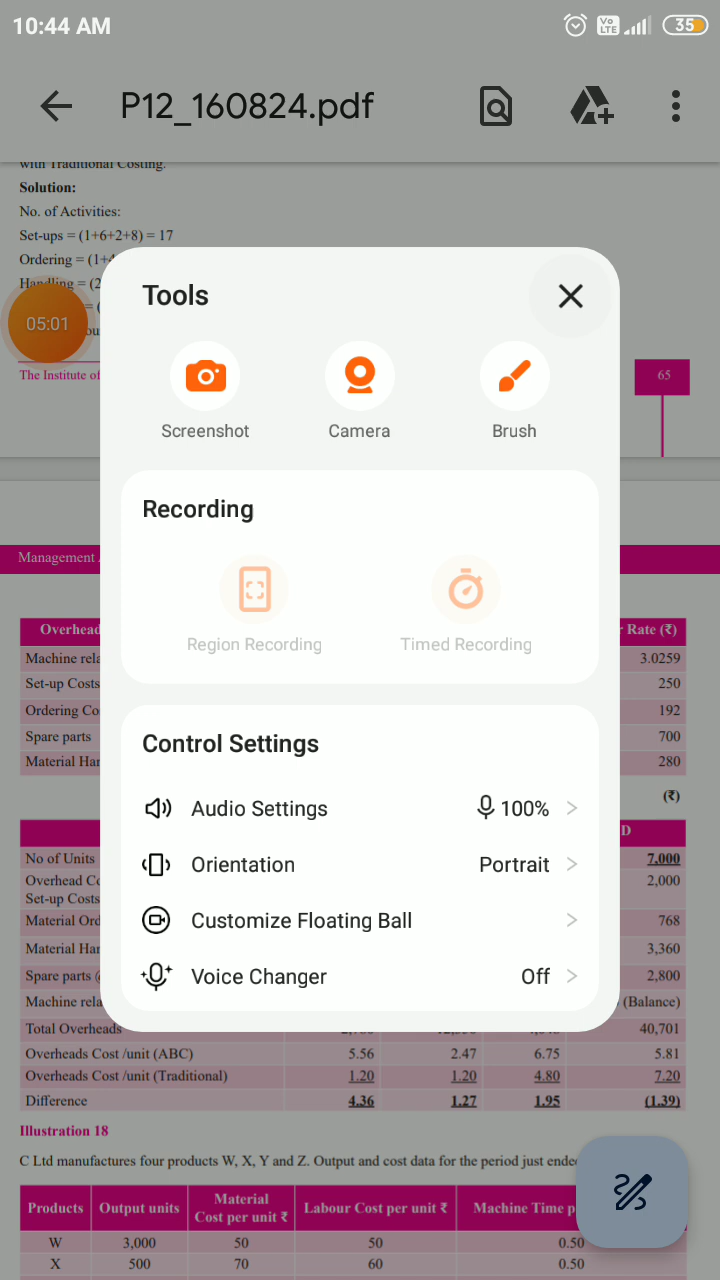 10:44 AM
Vo LTE
35
P12_160824.pdf
with Traditional Costing.
Solution:
No. of Activities:
Set-ups = (1+6+2+8) = 17
Ordering = (1+
Handling = (2
= (
05:01
The Institute of
65
Tools
Screenshot Camera Brush
Recording
Region Recording Timed Recording
Control Settings
Audio Settings 100%
Orientation Portrait
Customize Floating Ball
Voice Changer Off
Management
Overhead Rate (₹)
Machine rela 3.0259
Set-up Costs 250
Ordering Co 192
Spare parts 700
Material Han 280
(₹)
D
No of Units 7,000
Overhead Co 2,000
Set-up Costs
Material Ord 768
Material Han 3,360
Spare parts 2,800
Machine rela (Balance)
Total Overheads 40,701
Overheads Cost /unit (ABC) 5.56 2.47 6.75 5.81
Overheads Cost /unit (Traditional) 1.20 1.20 4.80 7.20
Difference 4.36 1.27 1.95 (1.39)
Illustration 18
C Ltd manufactures four products W, X, Y and Z. Output and cost data for the period just ende
Products Output units Material Cost per unit ₹ Labour Cost per unit ₹ Machine Time p
W 3,000 50 50 0.50
X 500 70 60 0.50